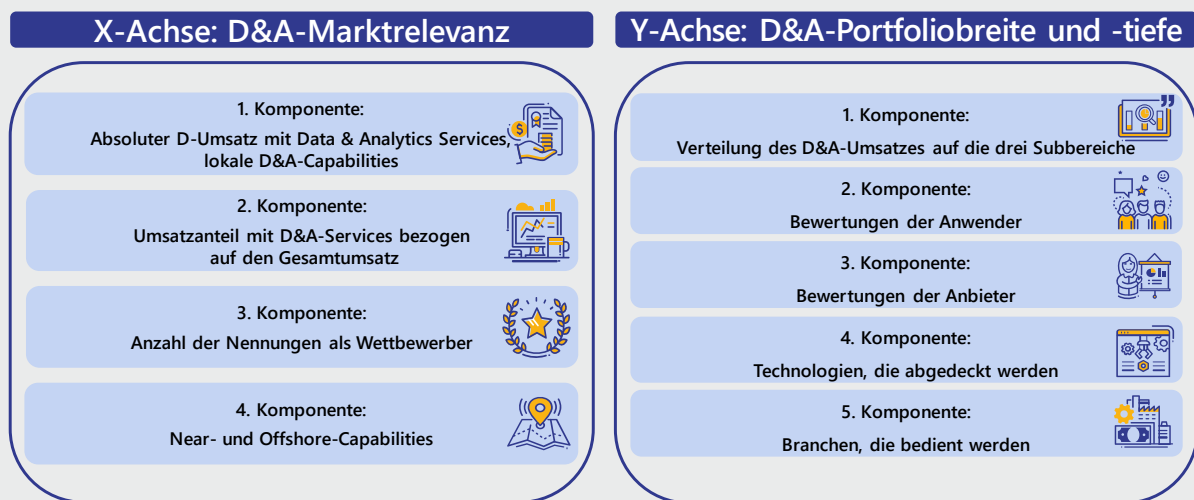 X-Achse: D&A-Marktrelevanz
1. Komponente:
Absoluter D-Umsatz mit Data & Analytics Services,
lokale D&A-Capabilities
2. Komponente:
Umsatzanteil mit D&A-Services bezogen
auf den Gesamtumsatz
3. Komponente:
Anzahl der Nennungen als Wettbewerber
4. Komponente:
Near- und Offshore-Capabilities
Y-Achse: D&A-Portfoliobreite und -tiefe
1. Komponente:
Verteilung des D&A-Umsatzes auf die drei Subbereiche
2. Komponente:
Bewertungen der Anwender
3. Komponente:
Bewertungen der Anbieter
4. Komponente:
Technologien, die abgedeckt werden
5. Komponente:
Branchen, die bedient werden